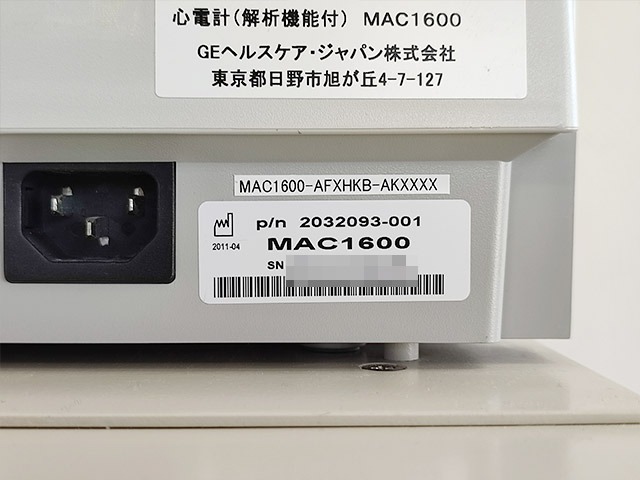 心電計(解析機能付) MAC1600
GEヘルスケア・ジャパン株式会社
東京都日野市旭が丘4-7-127
MAC1600-AFXHKB-AKXXXX
p/n 2032093-001
2011-04
MAC1600
SN